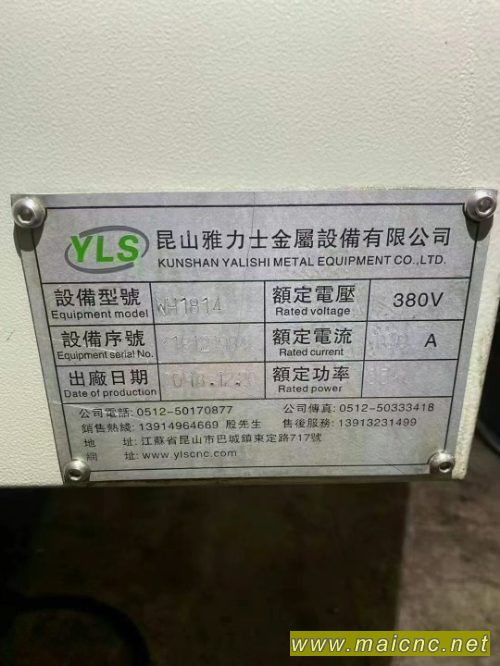 YLS 昆山雅力士金屬設備有限公司
KUNSHAN YALISHI METAL EQUIPMENT CO.,LTD.
設備型號 WH1814 額定電壓 380V
Equipment model Rated voltage
設備序號 額定電流 A
Equipment serial No. Rated current
出廠日期 額定功率
Date of production Rated power
公司電話: 0512-50170877 公司傳真: 0512-50333418
銷售熱綫: 13914964669 殷先生 售後服務: 13913231499
地 址: 江蘇省昆山市巴城鎮東定路717號
網 址: www.ylscnc.com
www.maicnc.net